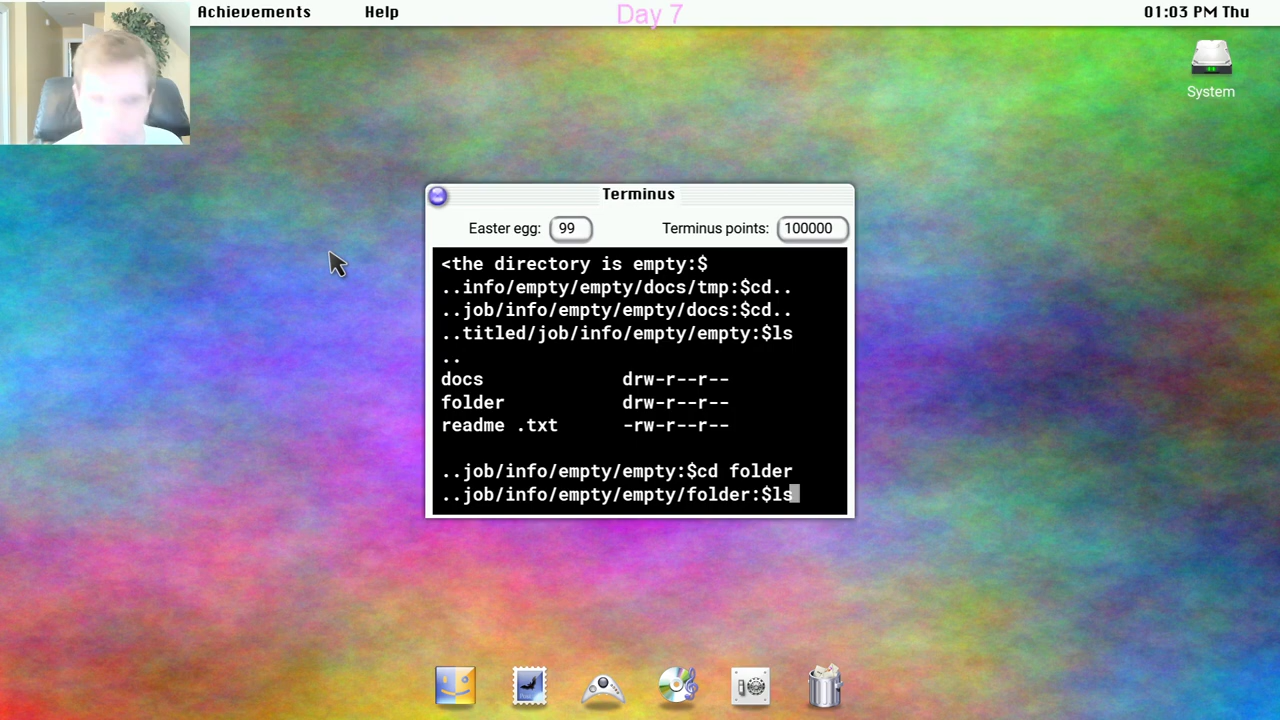 Achievements Help Day 7 01:03 PM Thu
System
Terminus
Easter egg: 99 Terminus points: 100000
<the directory is empty:$
..info/empty/empty/docs/tmp:$cd..
..job/info/empty/empty/docs:$cd..
..titled/job/info/empty/empty:$ls
..
docs drw-r--r--
folder drw-r--r--
readme .txt -rw-r--r--
..job/info/empty/empty:$cd folder
..job/info/empty/empty/folder:$ls